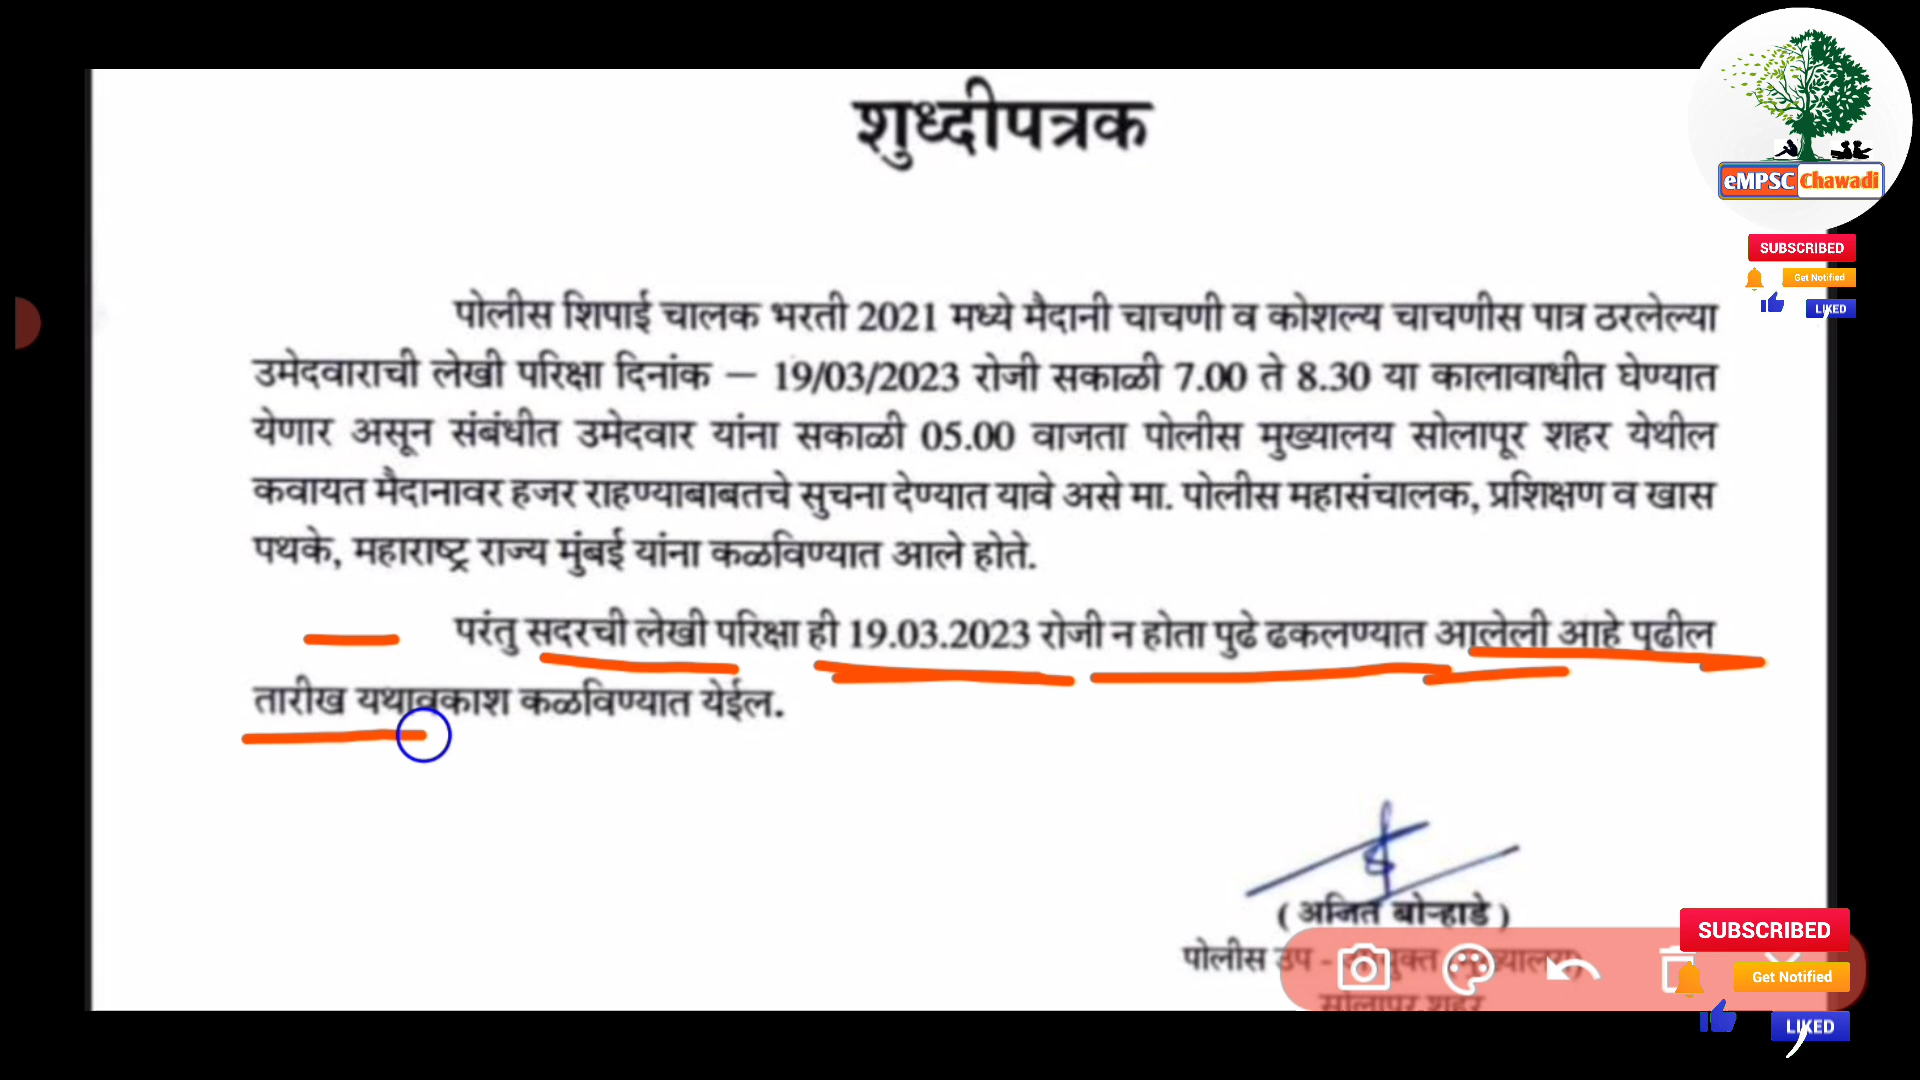 शुध्दीपत्रक
eMPSC Chawadi
SUBSCRIBED
Get Notified
LIKED
पोलीस शिपाई चालक भरती 2021 मध्ये मैदानी चाचणी व कोशल्य चाचणीस पात्र ठरलेल्या
उमेदवाराची लेखी परिक्षा दिनांक – 19/03/2023 रोजी सकाळी 7.00 ते 8.30 या कालावाधीत घेण्यात
येणार असून संबंधीत उमेदवार यांना सकाळी 05.00 वाजता पोलीस मुख्यालय सोलापूर शहर येथील
कवायत मैदानावर हजर राहण्याबाबतचे सुचना देण्यात यावे असे मा. पोलीस महासंचालक, प्रशिक्षण व खास
पथके, महाराष्ट्र राज्य मुंबई यांना कळविण्यात आले होते.
परंतु सदरची लेखी परिक्षा ही 19.03.2023 रोजी न होता पुढे ढकलण्यात आलेली आहे पुढील
तारीख यथावकाश कळविण्यात येईल.
( अजित बोऱ्हाडे )
पोलीस उप -
सोलापूर शहर
SUBSCRIBED
Get Notified
LIKED